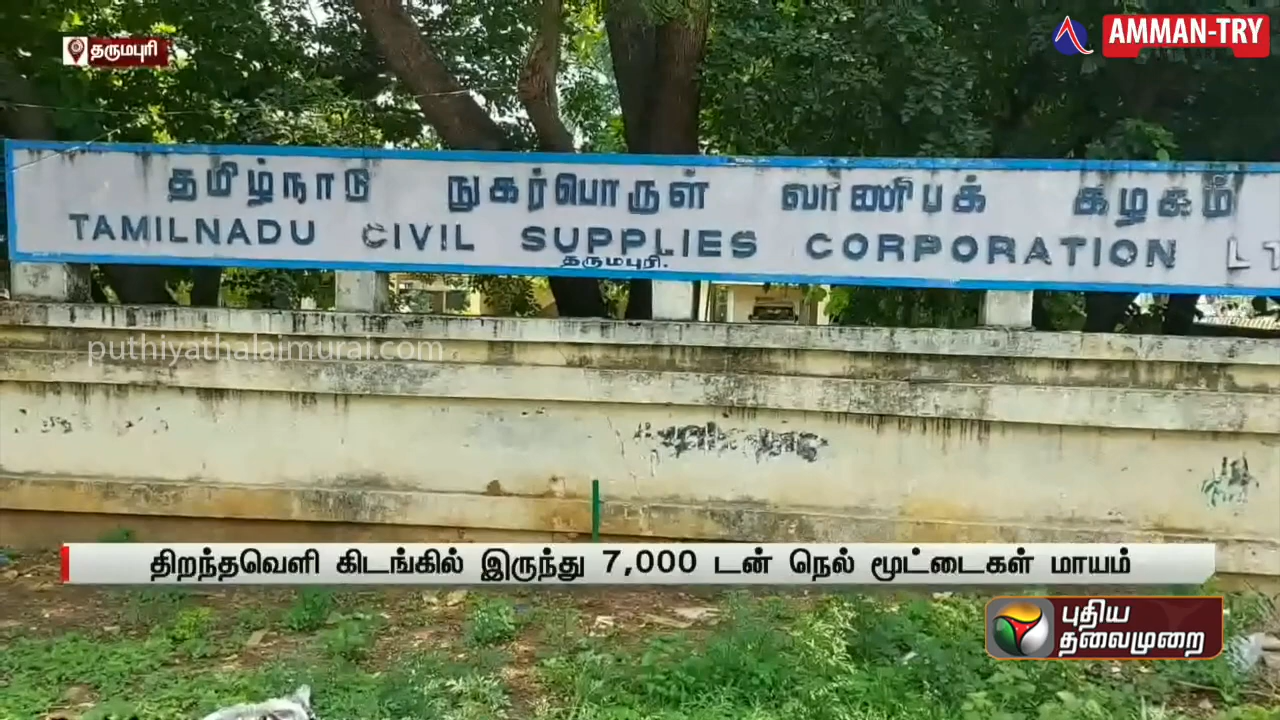 தருமபுரி
AMMAN-TRY
தமிழ்நாடு நுகர்பொருள் வாணிபக் கழகம்
TAMILNADU CIVIL SUPPLIES CORPORATION LT
தருமபுரி.
puthiyathalaimurai.com
திறந்தவெளி கிடங்கில் இருந்து 7,000 டன் நெல் மூட்டைகள் மாயம்
புதிய
தலைமுறை